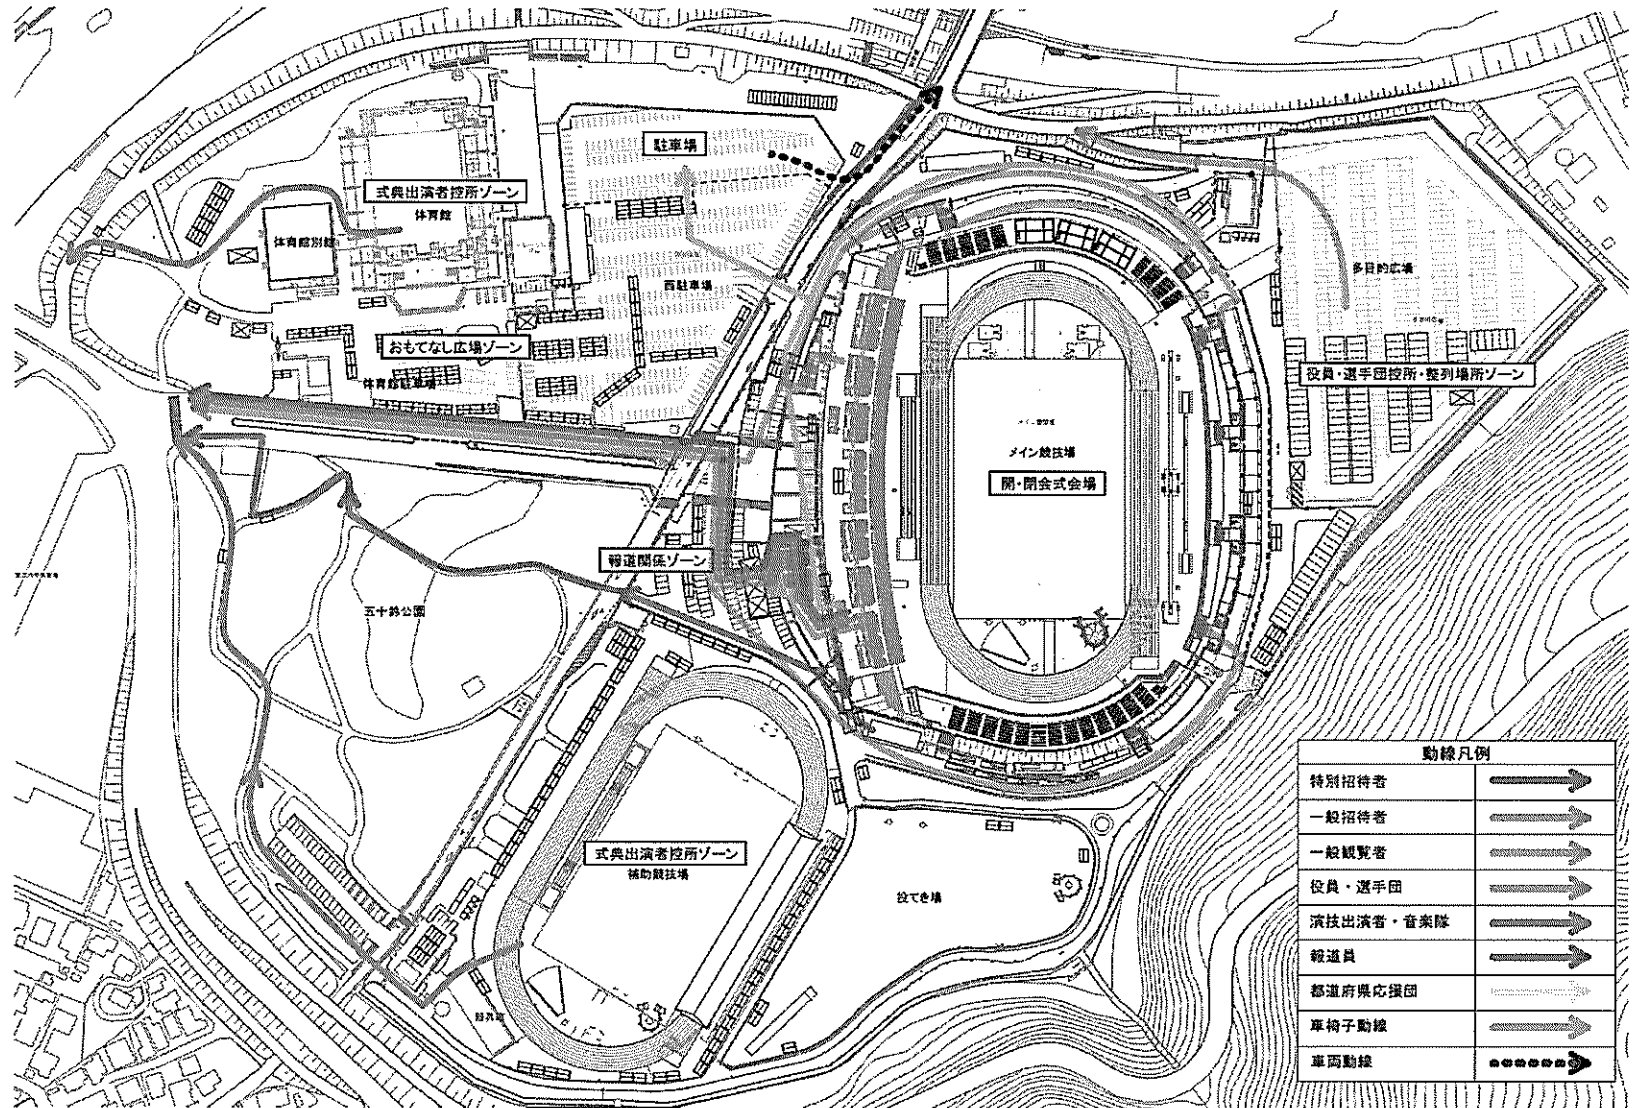 駐車場
式典出演者控所ゾーン
体育館
体育館別館
多目的広場
西駐車場
おもてなし広場ゾーン
体育館駐車場
役員・選手団控所・整列場所ゾーン
メイン競技場
開・閉会式会場
報道関係ゾーン
五十鈴公園
式典出演者控所ゾーン
補助競技場
投てき場
動線凡例
特別招待者
一般招待者
一般観覧者
役員・選手団
演技出演者・音楽隊
報道員
都道府県応援団
車椅子動線
車両動線